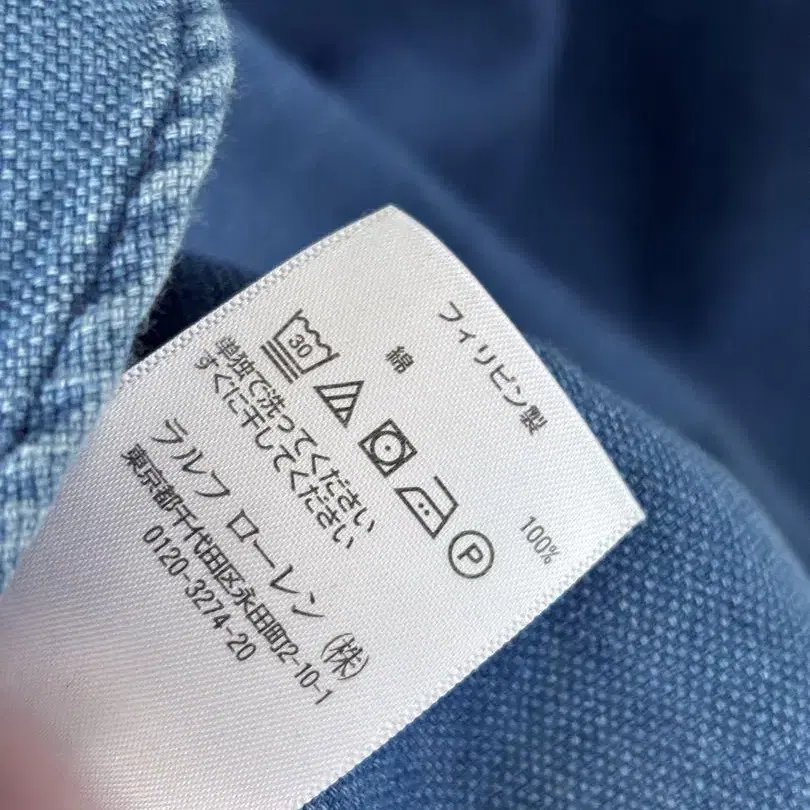 フィリピン製
綿 100%
30
P
単独で洗ってください
すぐに干してください
ラルフ ローレン (株)
東京都千代田区永田町2-10-1
0120-3274-20